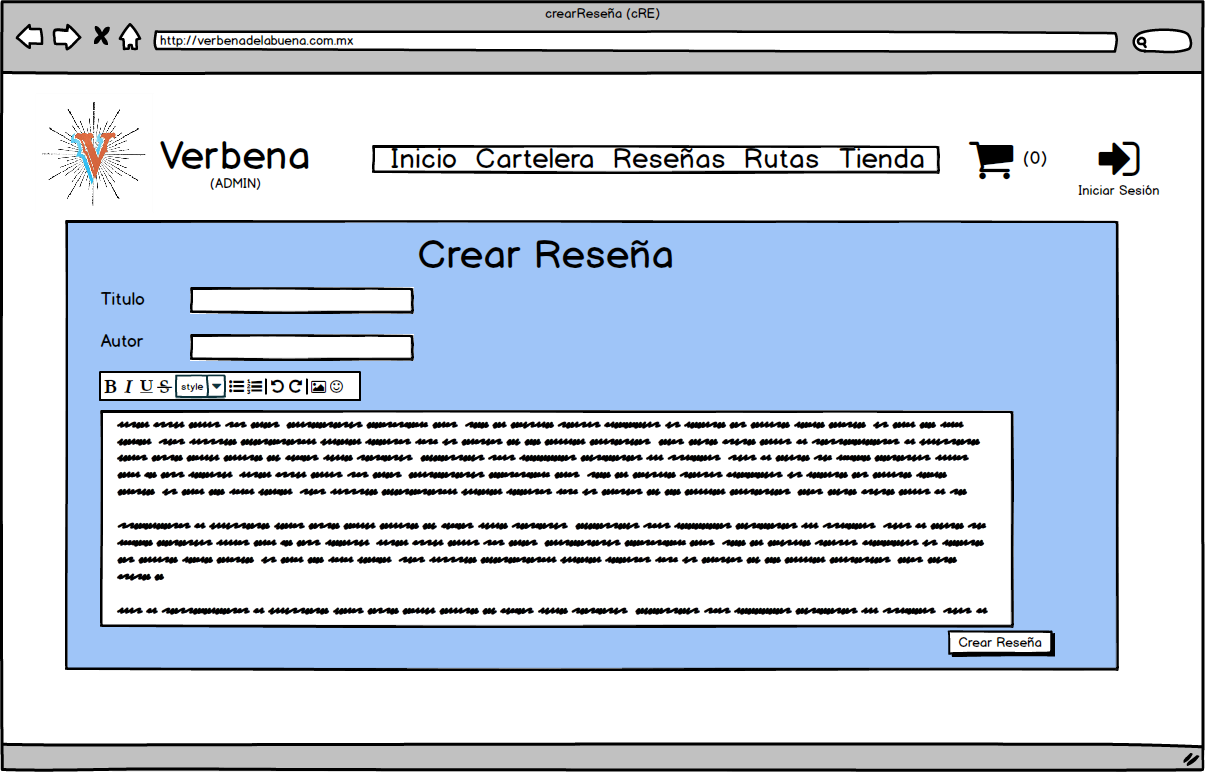 crearReseña (cRE)
http://verbenadelabuena.com.mx
V
Verbena
(ADMIN)
Inicio Cartelera Reseñas Rutas Tienda
(0)
Iniciar Sesión
Crear Reseña
Titulo
Autor
B I U S style
Crear Reseña